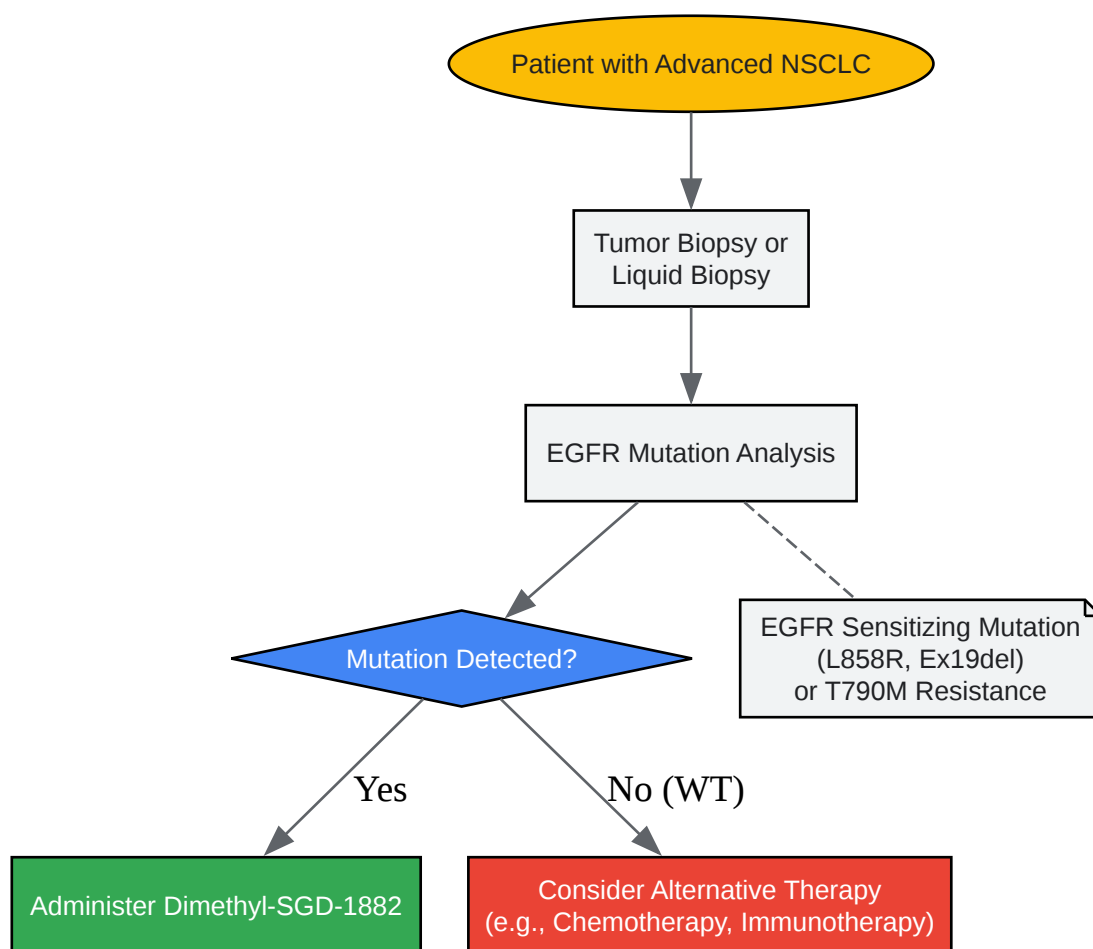 Patient with Advanced NSCLC
Tumor Biopsy or
Liquid Biopsy
EGFR Mutation Analysis
Mutation Detected?
EGFR Sensitizing Mutation
(L858R, Ex19del)
or T790M Resistance
Yes
No (WT)
Administer Dimethyl-SGD-1882
Consider Alternative Therapy
(e.g., Chemotherapy, Immunotherapy)